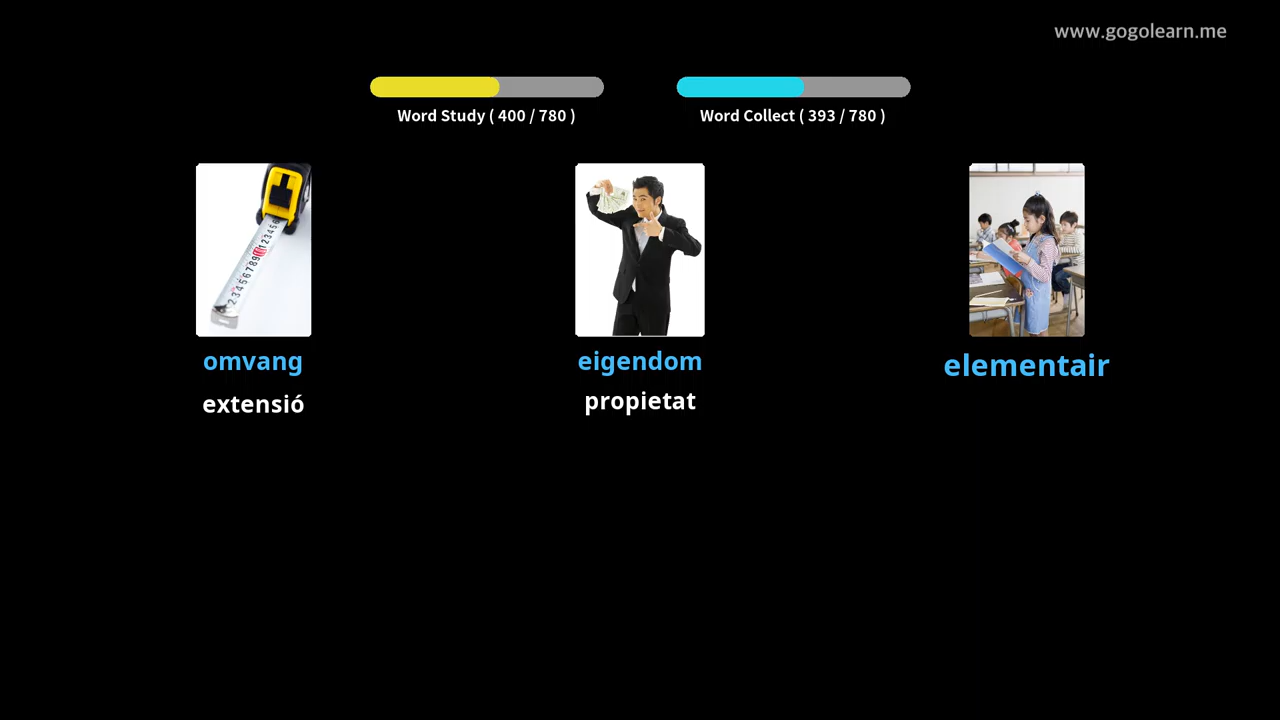 www.gogolearn.me
Word Study ( 400 / 780 )
Word Collect ( 393 / 780 )
omvang
extensió
eigendom
propietat
elementair